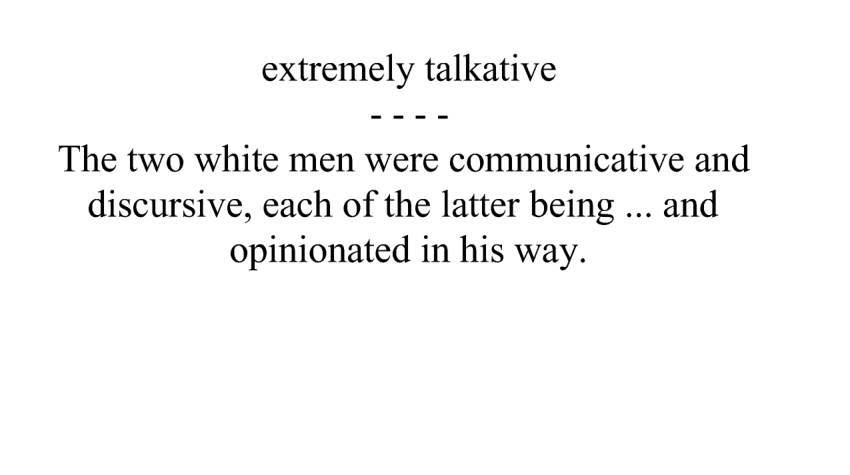 extremely talkative
- - - -
The two white men were communicative and
discursive, each of the latter being ... and
opinionated in his way.